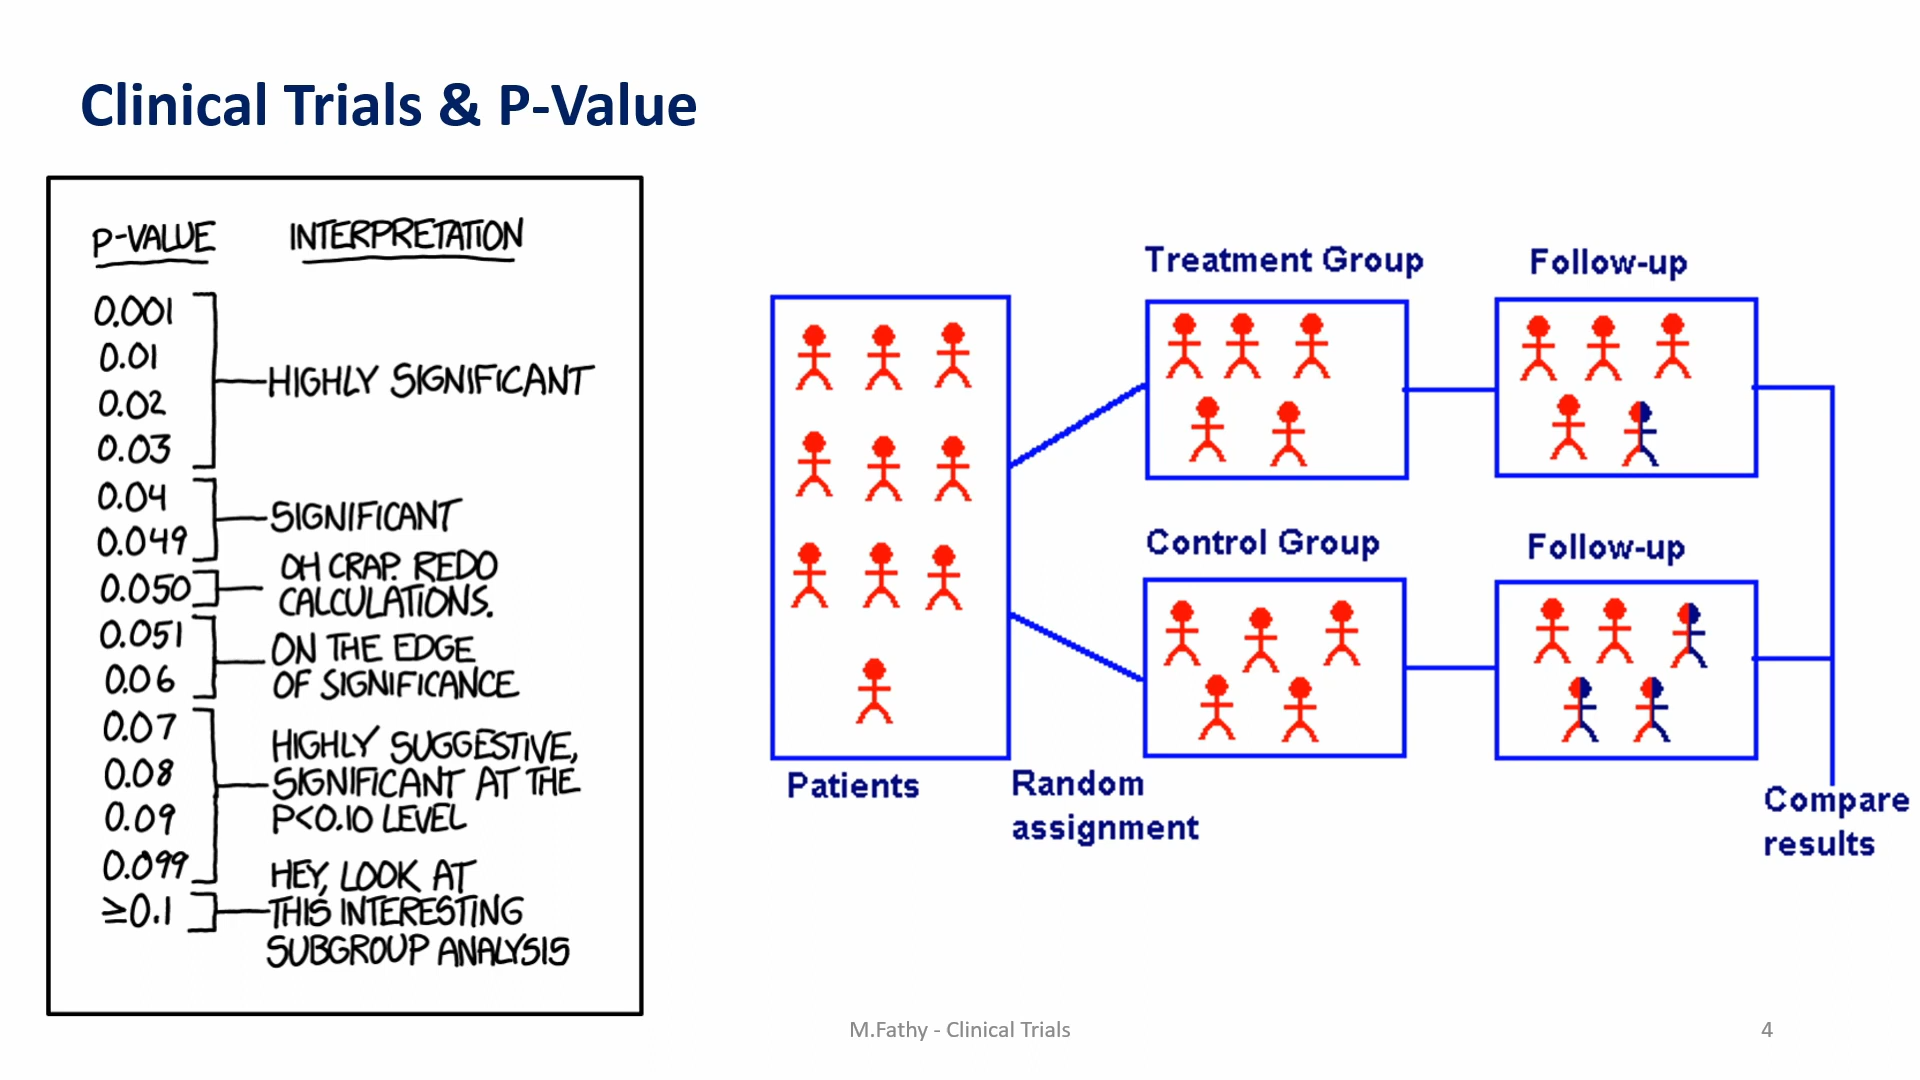 Clinical Trials & P-Value
P-VALUE INTERPRETATION
0.001
0.01
0.02
0.03
HIGHLY SIGNIFICANT
0.04
0.049
SIGNIFICANT
0.050
OH CRAP. REDO
CALCULATIONS.
0.051
0.06
ON THE EDGE
OF SIGNIFICANCE
0.07
0.08
0.09
0.099
HIGHLY SUGGESTIVE,
SIGNIFICANT AT THE
P<0.10 LEVEL
≥0.1
HEY, LOOK AT
THIS INTERESTING
SUBGROUP ANALYSIS
Patients
Random
assignment
Treatment Group
Follow-up
Control Group
Follow-up
Compare
results
M.Fathy - Clinical Trials
4